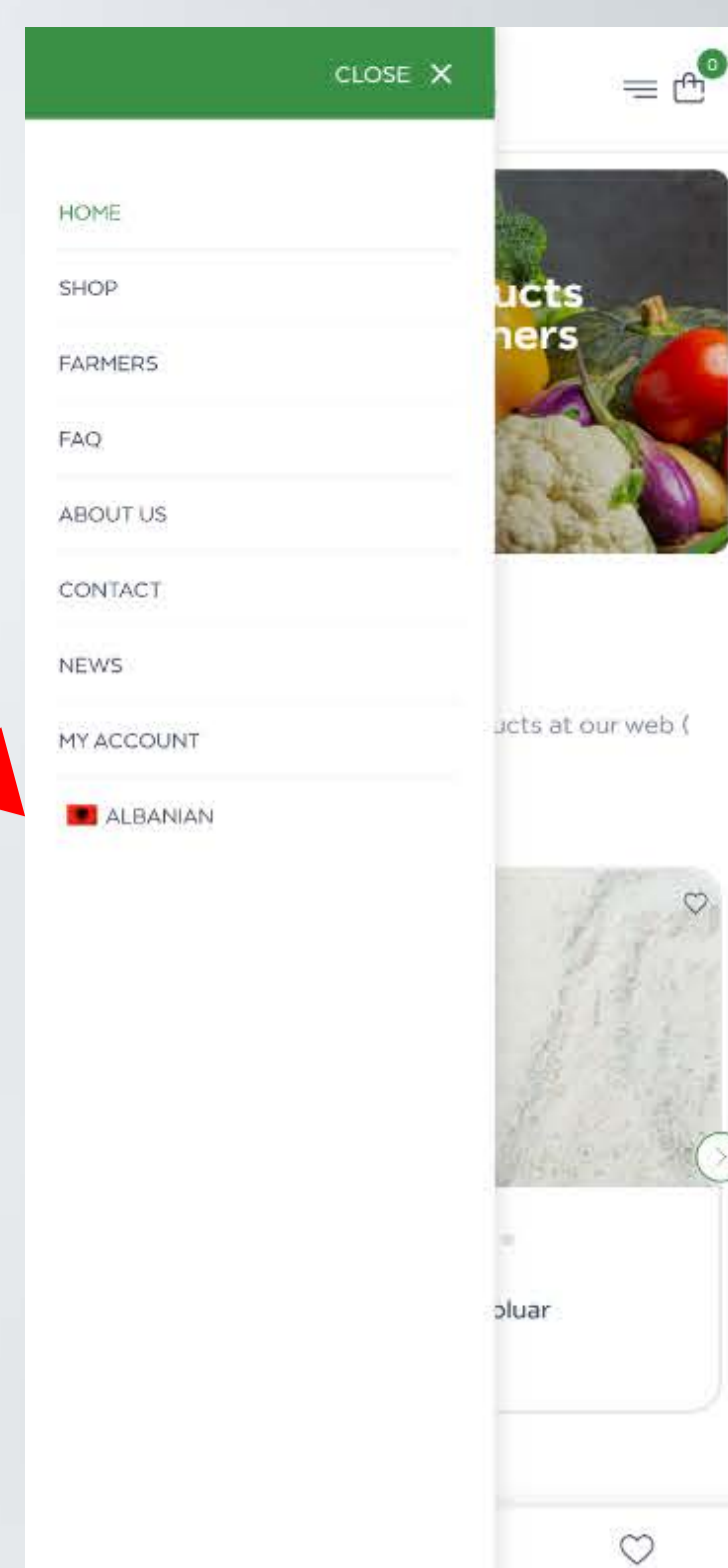 CLOSE
0
HOME
SHOP
FARMERS
FAQ
ABOUT US
CONTACT
NEWS
MY ACCOUNT
ALBANIAN
ucts
ners
ucts at our web (
oluar